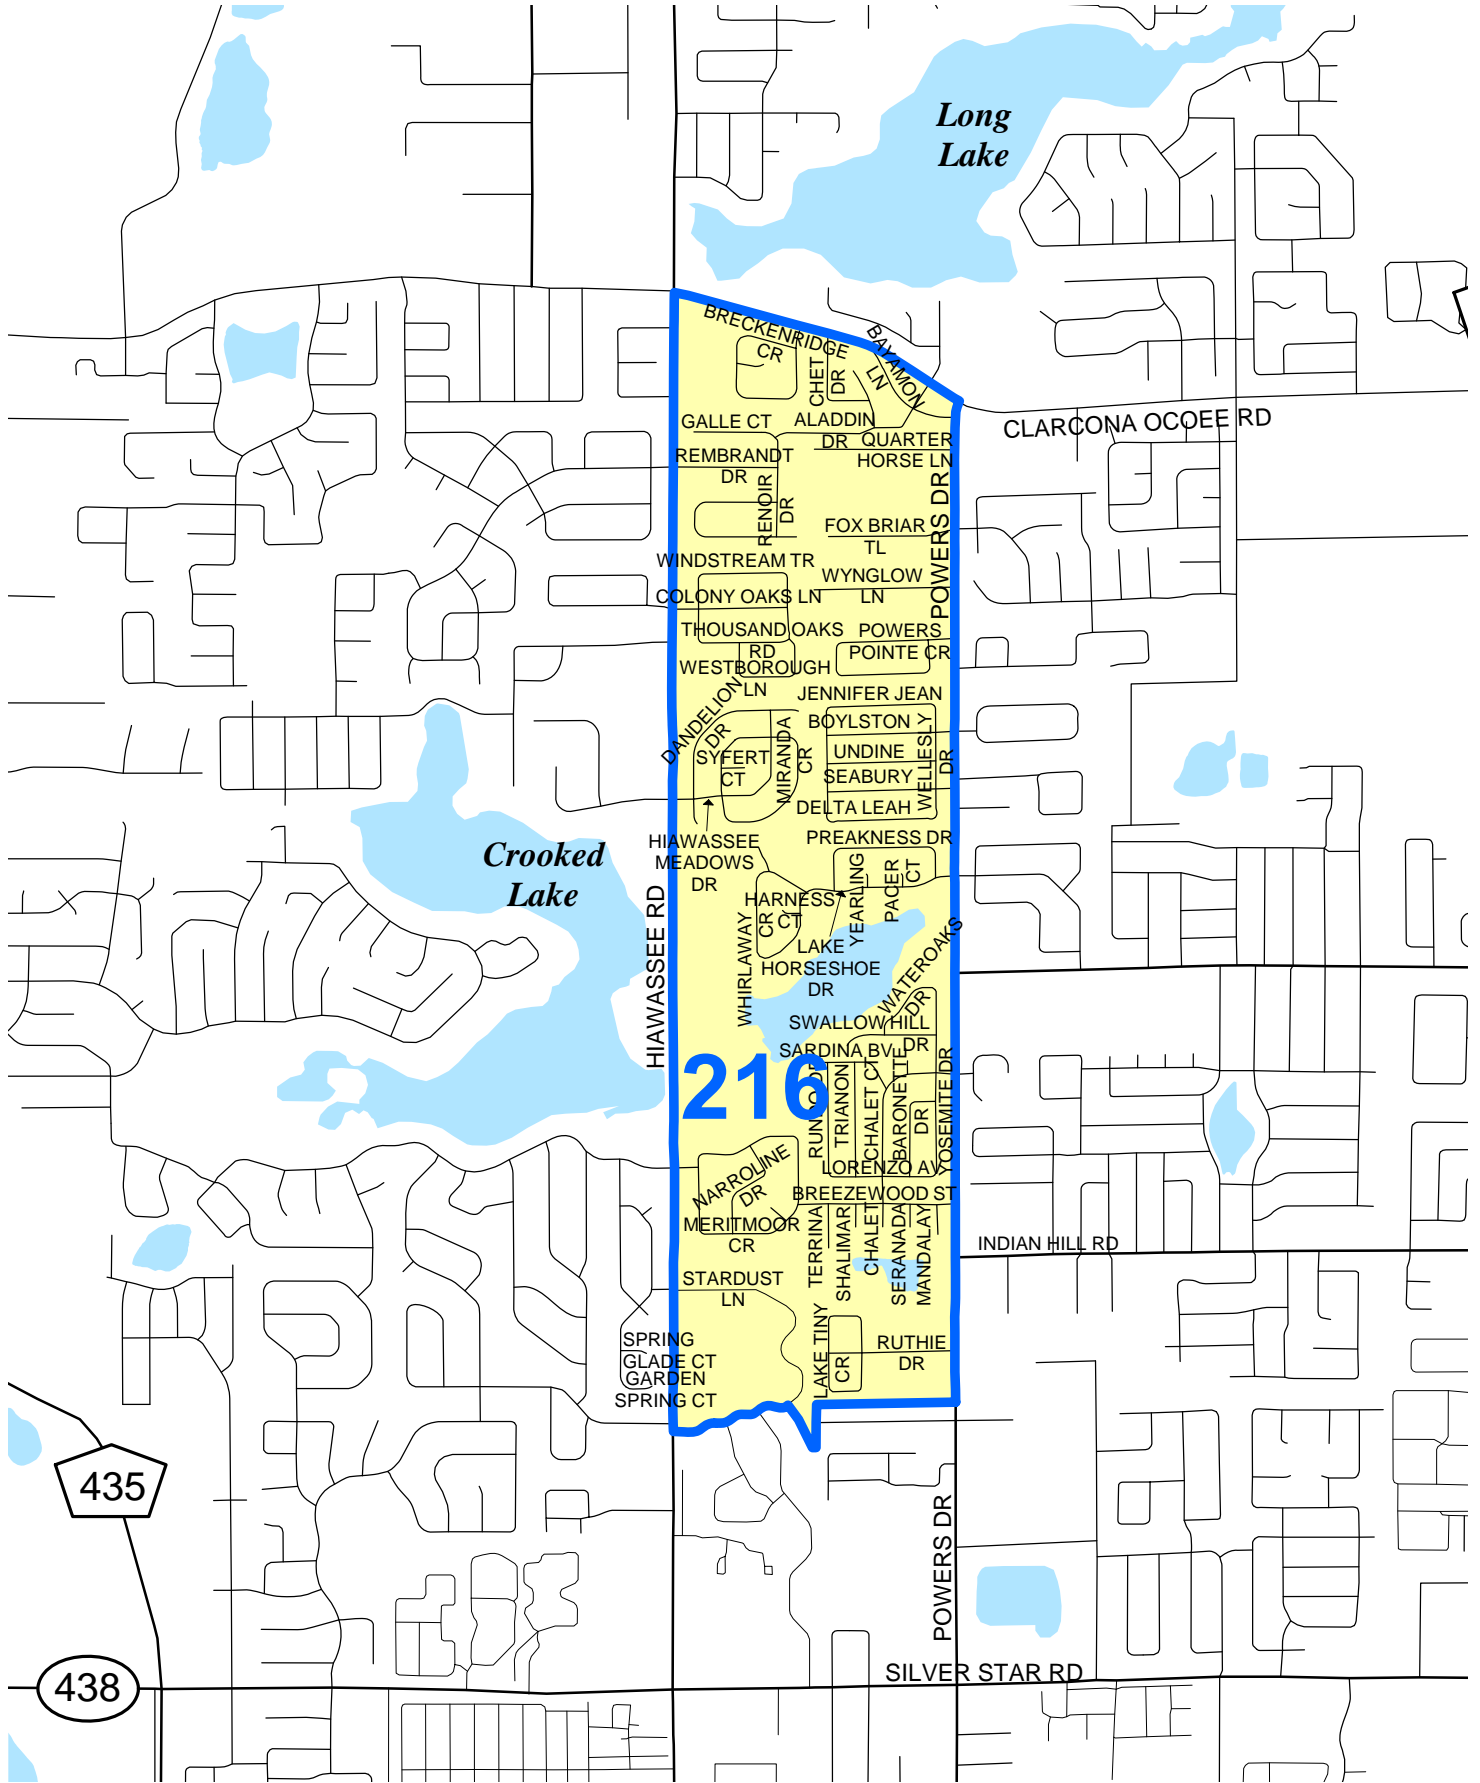 Long
Lake
BRECKENRIDGE
CR
BAYAMON
LN
CHET
DR
CLARCONA OCOEE RD
GALLE CT
ALADDIN
DR
QUARTER
HORSE LN
REMBRANDT
DR
RENOIR
DR
POWERS DR
FOX BRIAR
TL
WINDSTREAM TR
WYNGLOW
LN
COLONY OAKS LN
THOUSAND OAKS
RD
POWERS
POINTE CR
WESTBOROUGH
LN
DANDELION
DR
JENNIFER JEAN
BOYLSTON
WELLESLY
DR
MIRANDA
CR
SYFERT
CT
UNDINE
SEABURY
DELTA LEAH
HIAWASSEE
MEADOWS
DR
PREAKNESS DR
Crooked
Lake
YEARLING
PACER
CT
HARNESS
CT
WHIRLAWAY
CR
HIAWASSEE RD
LAKE
HORSESHOE
DR
WATEROAKS
DR
SWALLOW HILL
DR
SARDINA BV
216
TRIANON
CHALET CT
BARONETTE
DR
YOSEMITE DR
LORENZO AV
NARROLINE
DR
BREEZEWOOD ST
MERITMOOR
CR
TERRINA
SHALIMAR
CHALET
SERANADA
MANDALAY
INDIAN HILL RD
STARDUST
LN
SPRING
GLADE CT
GARDEN
SPRING CT
LAKE TINY
CR
RUTHIE
DR
435
POWERS DR
SILVER STAR RD
438